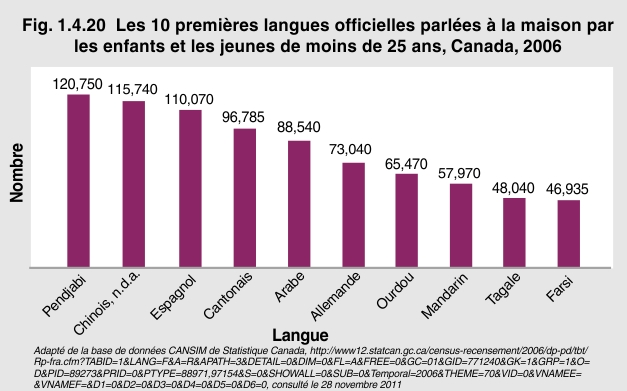 Fig. 1.4.20 Les 10 premières langues officielles parlées à la maison par
les enfants et les jeunes de moins de 25 ans, Canada, 2006
120,750
115,740
110,070
96,785
88,540
73,040
65,470
57,970
48,040
46,935
Nombre
Pendjabi
Chinois, n.d.a.
Espagnol
Cantonais
Arabe
Allemande
Ourdou
Mandarin
Tagale
Farsi
Langue
Adapté de la base de données CANSIM de Statistique Canada, http://www12.statcan.gc.ca/census-recensement/2006/dp-pd/tbt/
Rp-fra.cfm?TABID=1&LANG=F&A=R&APATH=3&DETAIL=0&DIM=0&FL=A&FREE=0&GC=01&GID=771240&GK=1&GRP=1&O=
D&PID=89273&PRID=0&PTYPE=88971,97154&S=0&SHOWALL=0&SUB=0&Temporal=2006&THEME=70&VID=0&VNAMEE=
&VNAMEF=&D1=0&D2=0&D3=0&D4=0&D5=0&D6=0, consulté le 28 novembre 2011